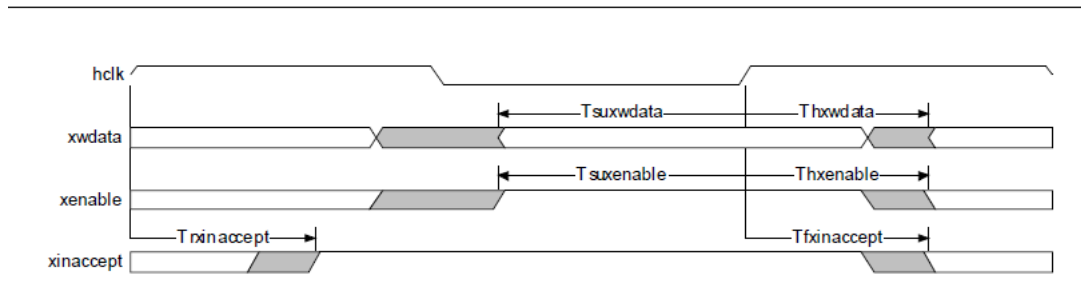 hclk
Tsuxwdata Thxwdata
xwdata
Tsuxenable Thxenable
xenable
Trxinaccept Tfxinaccept
xinaccept